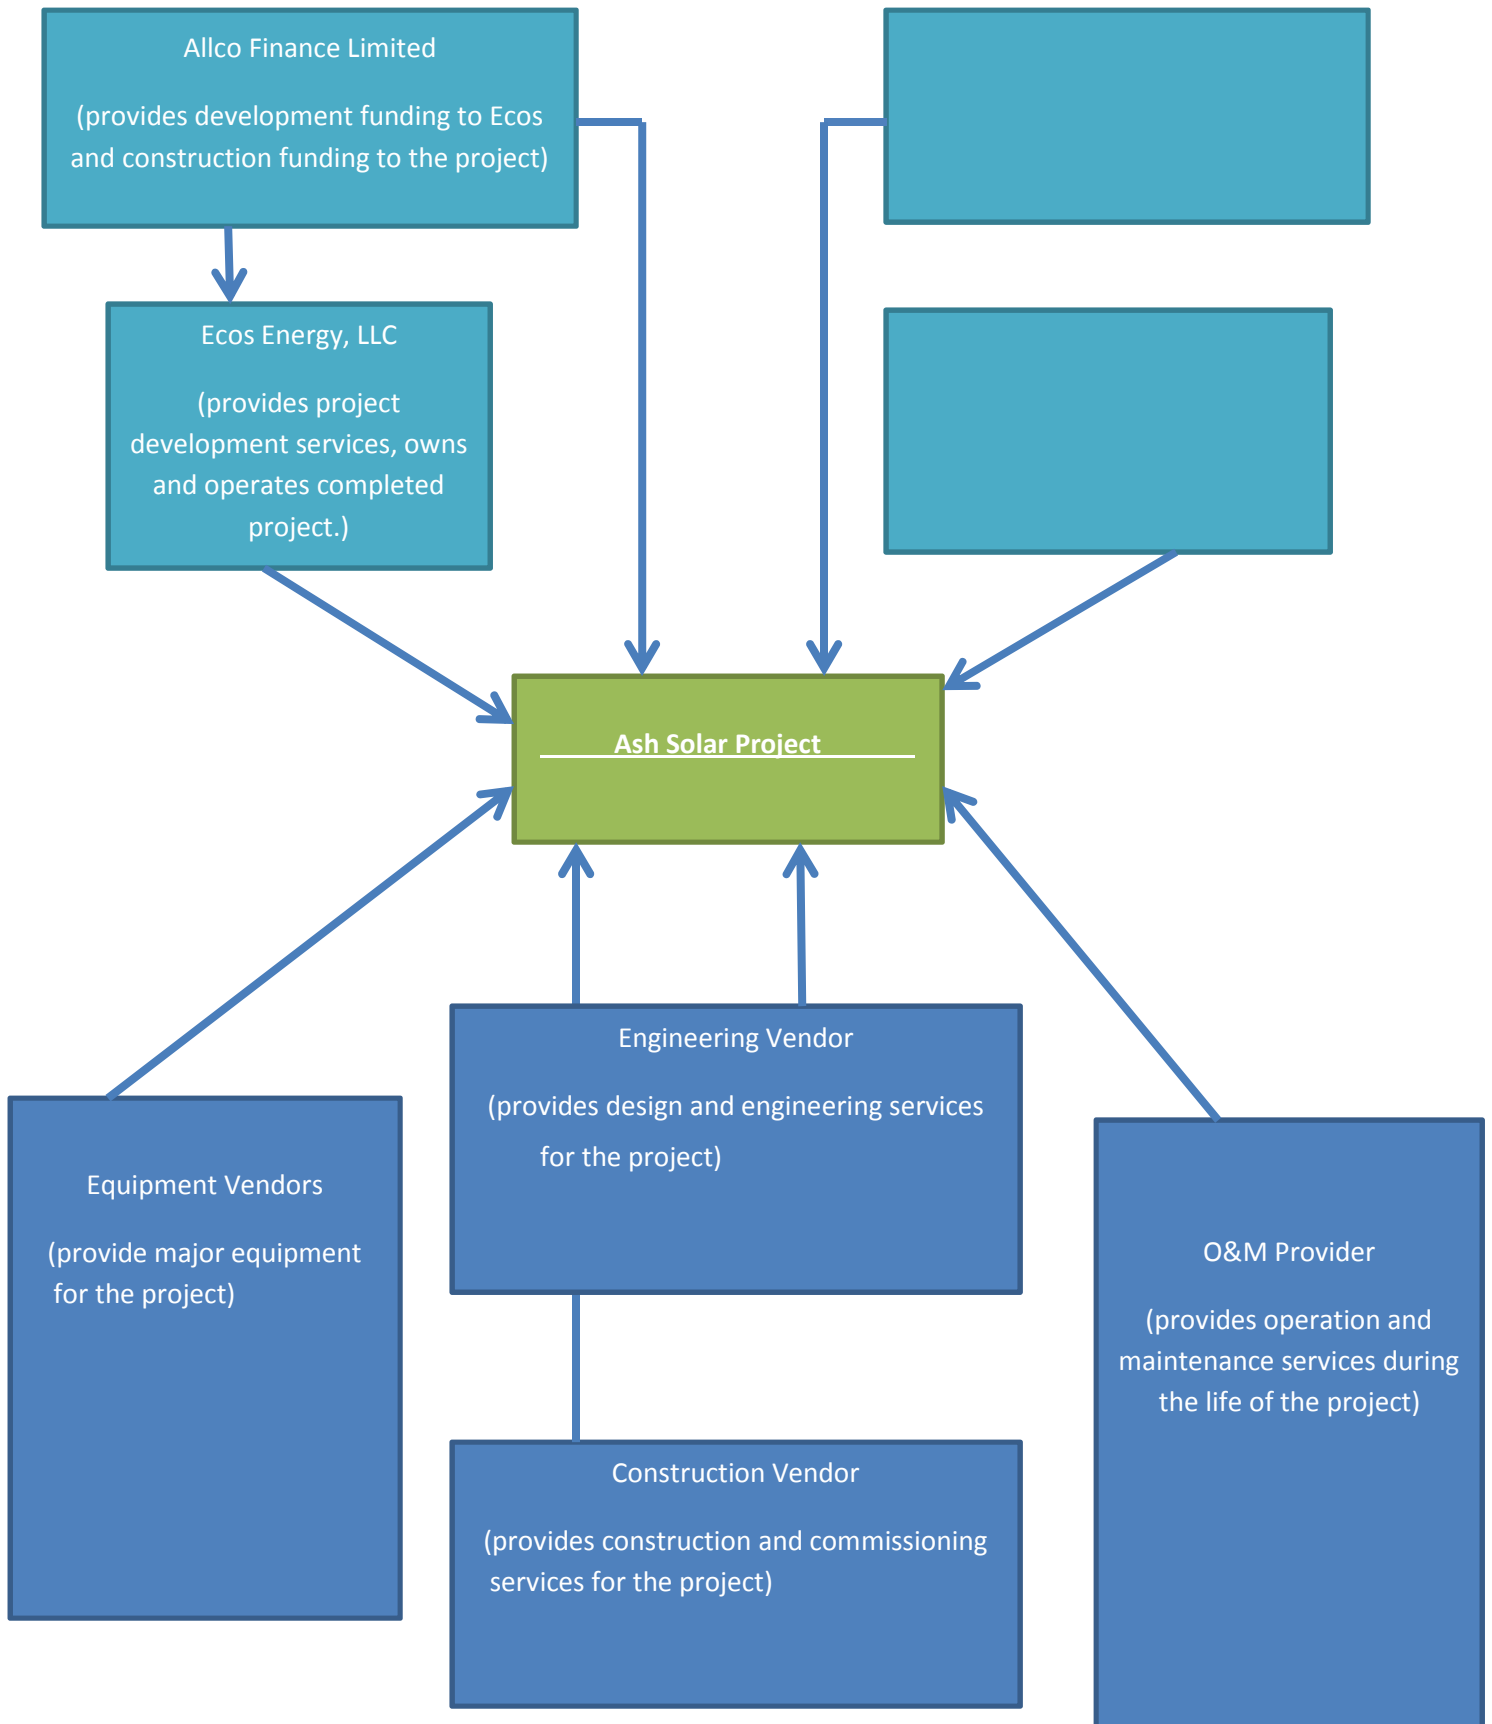 Allco Finance Limited
(provides development funding to Ecos
and construction funding to the project)
Ecos Energy, LLC
(provides project
development services, owns
and operates completed
project.)
Ash Solar Project
Engineering Vendor
(provides design and engineering services
for the project)
Equipment Vendors
(provide major equipment
for the project)
O&M Provider
(provides operation and
maintenance services during
the life of the project)
Construction Vendor
(provides construction and commissioning
services for the project)